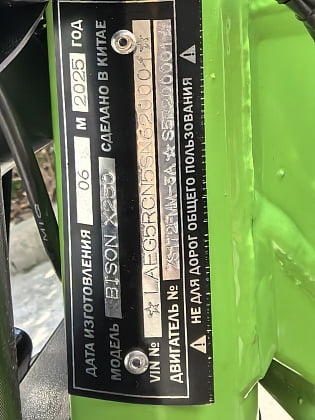 ДАТА ИЗГОТОВЛЕНИЯ 06 М 2025 ГОД
МОДЕЛЬ BISON X250 СДЕЛАНО В КИТАЕ
VIN № ☆LAEG5RCN5SN620001☆
ДВИГАТЕЛЬ №
⚠ НЕ ДЛЯ ДОРОГ ОБЩЕГО ПОЛЬЗОВАНИЯ ⚠